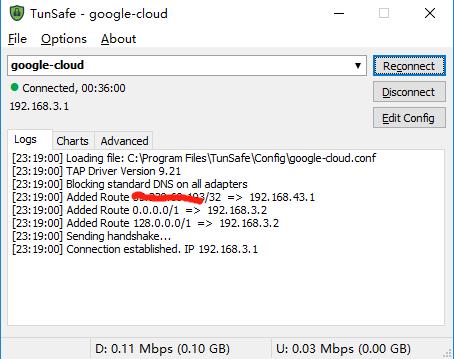 TunSafe - google-cloud
File Options About
google-cloud
Reconnect
Connected, 00:36:00
Disconnect
192.168.3.1
Edit Config
Logs Charts Advanced
[23:19:00] Loading file: C:\Program Files\TunSafe\Config\google-cloud.conf
[23:19:00] TAP Driver Version 9.21
[23:19:00] Blocking standard DNS on all adapters
[23:19:00] Added Route /32 => 192.168.43.1
[23:19:00] Added Route 0.0.0.0/1 => 192.168.3.2
[23:19:00] Added Route 128.0.0.0/1 => 192.168.3.2
[23:19:00] Sending handshake...
[23:19:00] Connection established. IP 192.168.3.1
D: 0.11 Mbps (0.10 GB) U: 0.03 Mbps (0.00 GB)